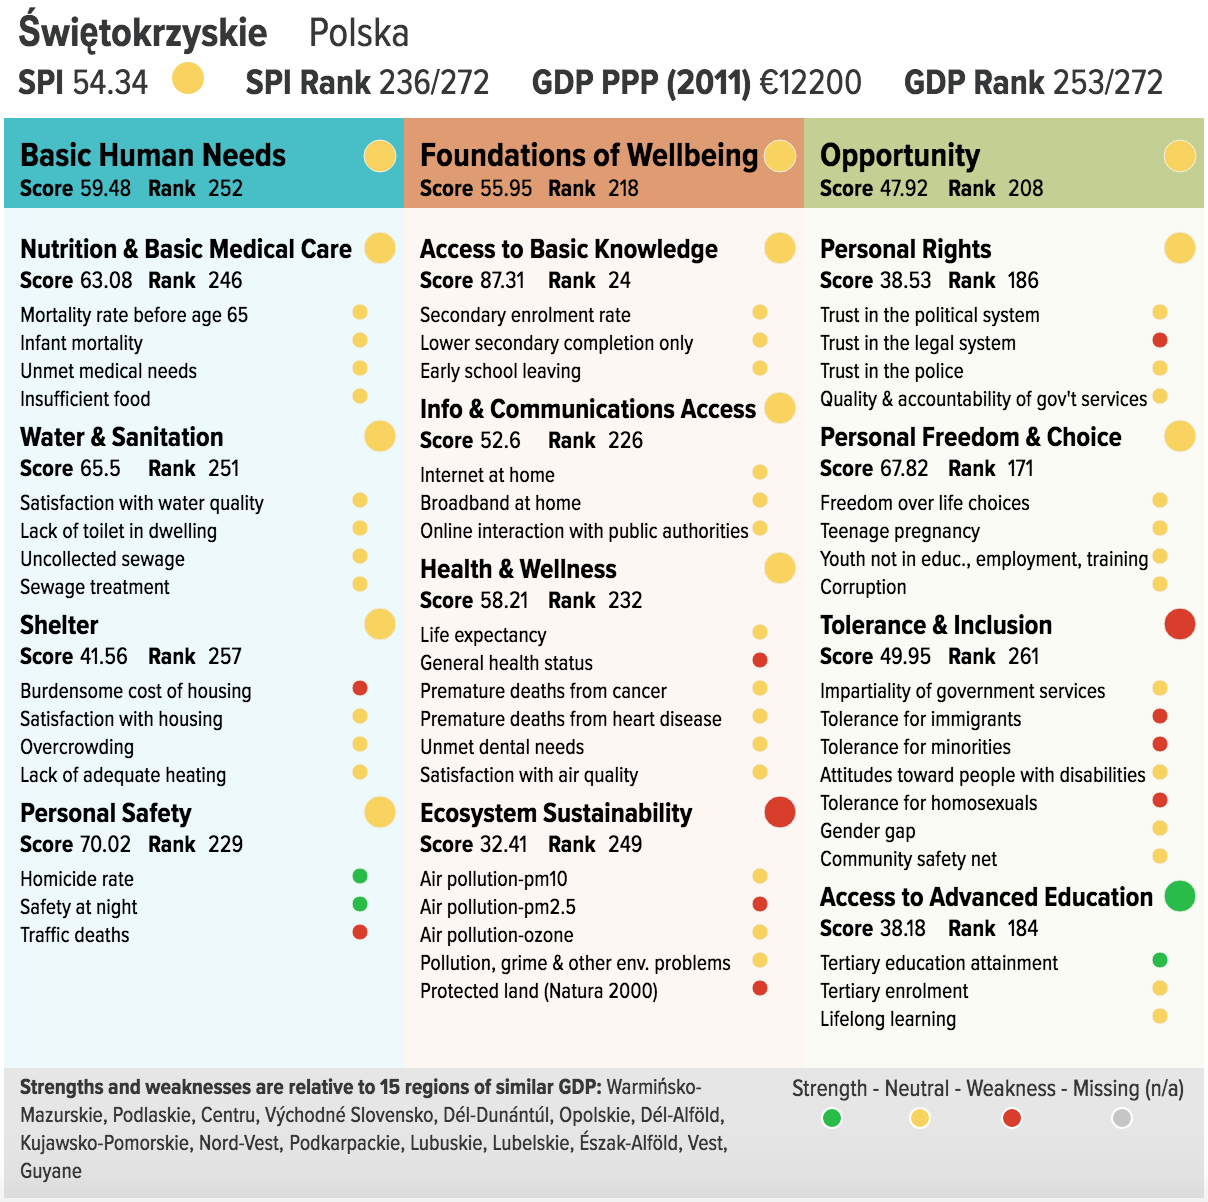 Świętokrzyskie Polska
SPI 54.34 SPI Rank 236/272 GDP PPP (2011) €12200 GDP Rank 253/272
Basic Human Needs
Score 59.48 Rank 252
Nutrition & Basic Medical Care
Score 63.08 Rank 246
Mortality rate before age 65
Infant mortality
Unmet medical needs
Insufficient food
Water & Sanitation
Score 65.5 Rank 251
Satisfaction with water quality
Lack of toilet in dwelling
Uncollected sewage
Sewage treatment
Shelter
Score 41.56 Rank 257
Burdensome cost of housing
Satisfaction with housing
Overcrowding
Lack of adequate heating
Personal Safety
Score 70.02 Rank 229
Homicide rate
Safety at night
Traffic deaths
Foundations of Wellbeing
Score 55.95 Rank 218
Access to Basic Knowledge
Score 87.31 Rank 24
Secondary enrolment rate
Lower secondary completion only
Early school leaving
Info & Communications Access
Score 52.6 Rank 226
Internet at home
Broadband at home
Online interaction with public authorities
Health & Wellness
Score 58.21 Rank 232
Life expectancy
General health status
Premature deaths from cancer
Premature deaths from heart disease
Unmet dental needs
Satisfaction with air quality
Ecosystem Sustainability
Score 32.41 Rank 249
Air pollution-pm10
Air pollution-pm2.5
Air pollution-ozone
Pollution, grime & other env. problems
Protected land (Natura 2000)
Opportunity
Score 47.92 Rank 208
Personal Rights
Score 38.53 Rank 186
Trust in the political system
Trust in the legal system
Trust in the police
Quality & accountability of gov't services
Personal Freedom & Choice
Score 67.82 Rank 171
Freedom over life choices
Teenage pregnancy
Youth not in educ., employment, training
Corruption
Tolerance & Inclusion
Score 49.95 Rank 261
Impartiality of government services
Tolerance for immigrants
Tolerance for minorities
Attitudes toward people with disabilities
Tolerance for homosexuals
Gender gap
Community safety net
Access to Advanced Education
Score 38.18 Rank 184
Tertiary education attainment
Tertiary enrolment
Lifelong learning
Strengths and weaknesses are relative to 15 regions of similar GDP: Warmińsko-
Mazurskie, Podlaskie, Centru, Východné Slovensko, Dél-Dunántúl, Opolskie, Dél-Alföld,
Kujawsko-Pomorskie, Nord-Vest, Podkarpackie, Lubuskie, Lubelskie, Észak-Alföld, Vest,
Guyane
Strength - Neutral - Weakness - Missing (n/a)